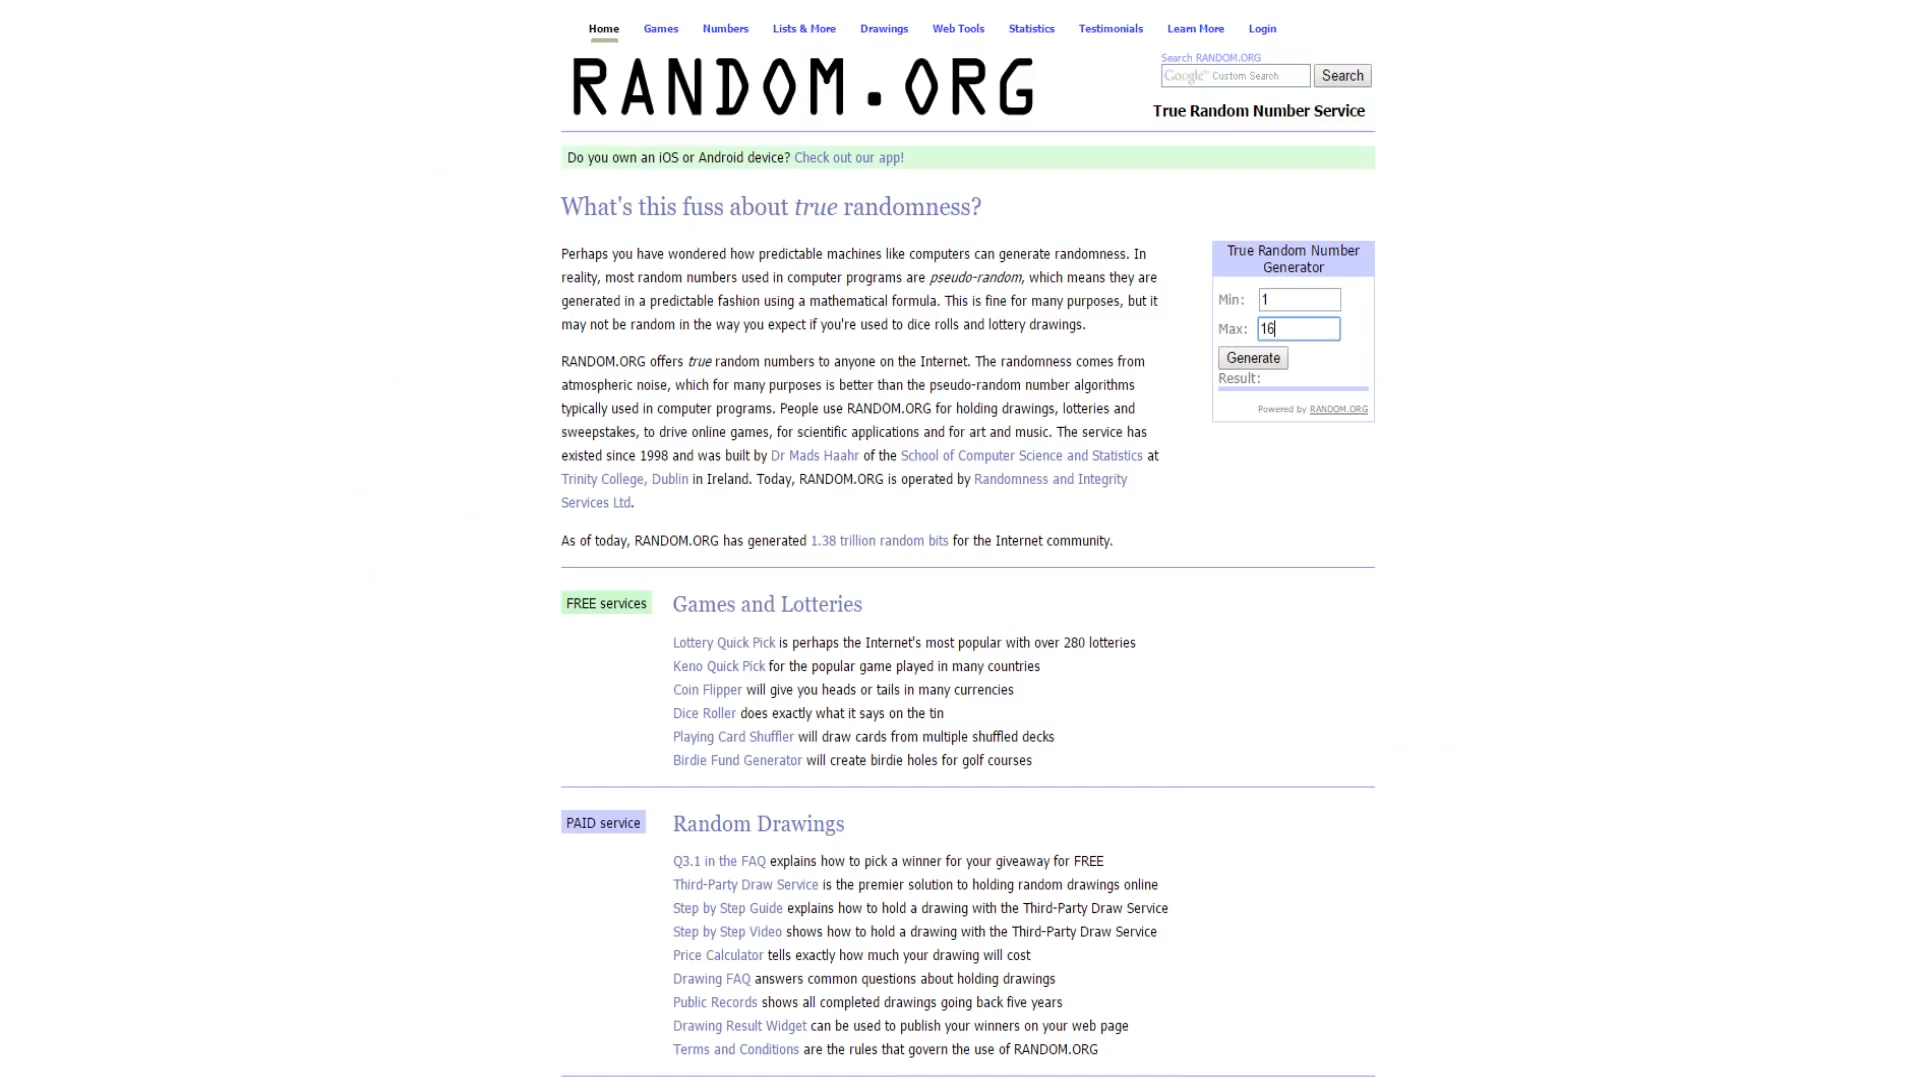 Home Games Numbers Lists & More Drawings Web Tools Statistics Testimonials Learn More Login
RANDOM.ORG
Search RANDOM.ORG
Google™ Custom Search Search
True Random Number Service
Do you own an iOS or Android device? Check out our app!
What's this fuss about true randomness?
Perhaps you have wondered how predictable machines like computers can generate randomness. In
reality, most random numbers used in computer programs are pseudo-random, which means they are
generated in a predictable fashion using a mathematical formula. This is fine for many purposes, but it
may not be random in the way you expect if you're used to dice rolls and lottery drawings.
RANDOM.ORG offers true random numbers to anyone on the Internet. The randomness comes from
atmospheric noise, which for many purposes is better than the pseudo-random number algorithms
typically used in computer programs. People use RANDOM.ORG for holding drawings, lotteries and
sweepstakes, to drive online games, for scientific applications and for art and music. The service has
existed since 1998 and was built by Dr Mads Haahr of the School of Computer Science and Statistics at
Trinity College, Dublin in Ireland. Today, RANDOM.ORG is operated by Randomness and Integrity
Services Ltd.
As of today, RANDOM.ORG has generated 1.38 trillion random bits for the Internet community.
True Random Number
Generator
Min: 1
Max: 16
Generate
Result:
Powered by RANDOM.ORG
FREE services
Games and Lotteries
Lottery Quick Pick is perhaps the Internet's most popular with over 280 lotteries
Keno Quick Pick for the popular game played in many countries
Coin Flipper will give you heads or tails in many currencies
Dice Roller does exactly what it says on the tin
Playing Card Shuffler will draw cards from multiple shuffled decks
Birdie Fund Generator will create birdie holes for golf courses
PAID service
Random Drawings
Q3.1 in the FAQ explains how to pick a winner for your giveaway for FREE
Third-Party Draw Service is the premier solution to holding random drawings online
Step by Step Guide explains how to hold a drawing with the Third-Party Draw Service
Step by Step Video shows how to hold a drawing with the Third-Party Draw Service
Price Calculator tells exactly how much your drawing will cost
Drawing FAQ answers common questions about holding drawings
Public Records shows all completed drawings going back five years
Drawing Result Widget can be used to publish your winners on your web page
Terms and Conditions are the rules that govern the use of RANDOM.ORG